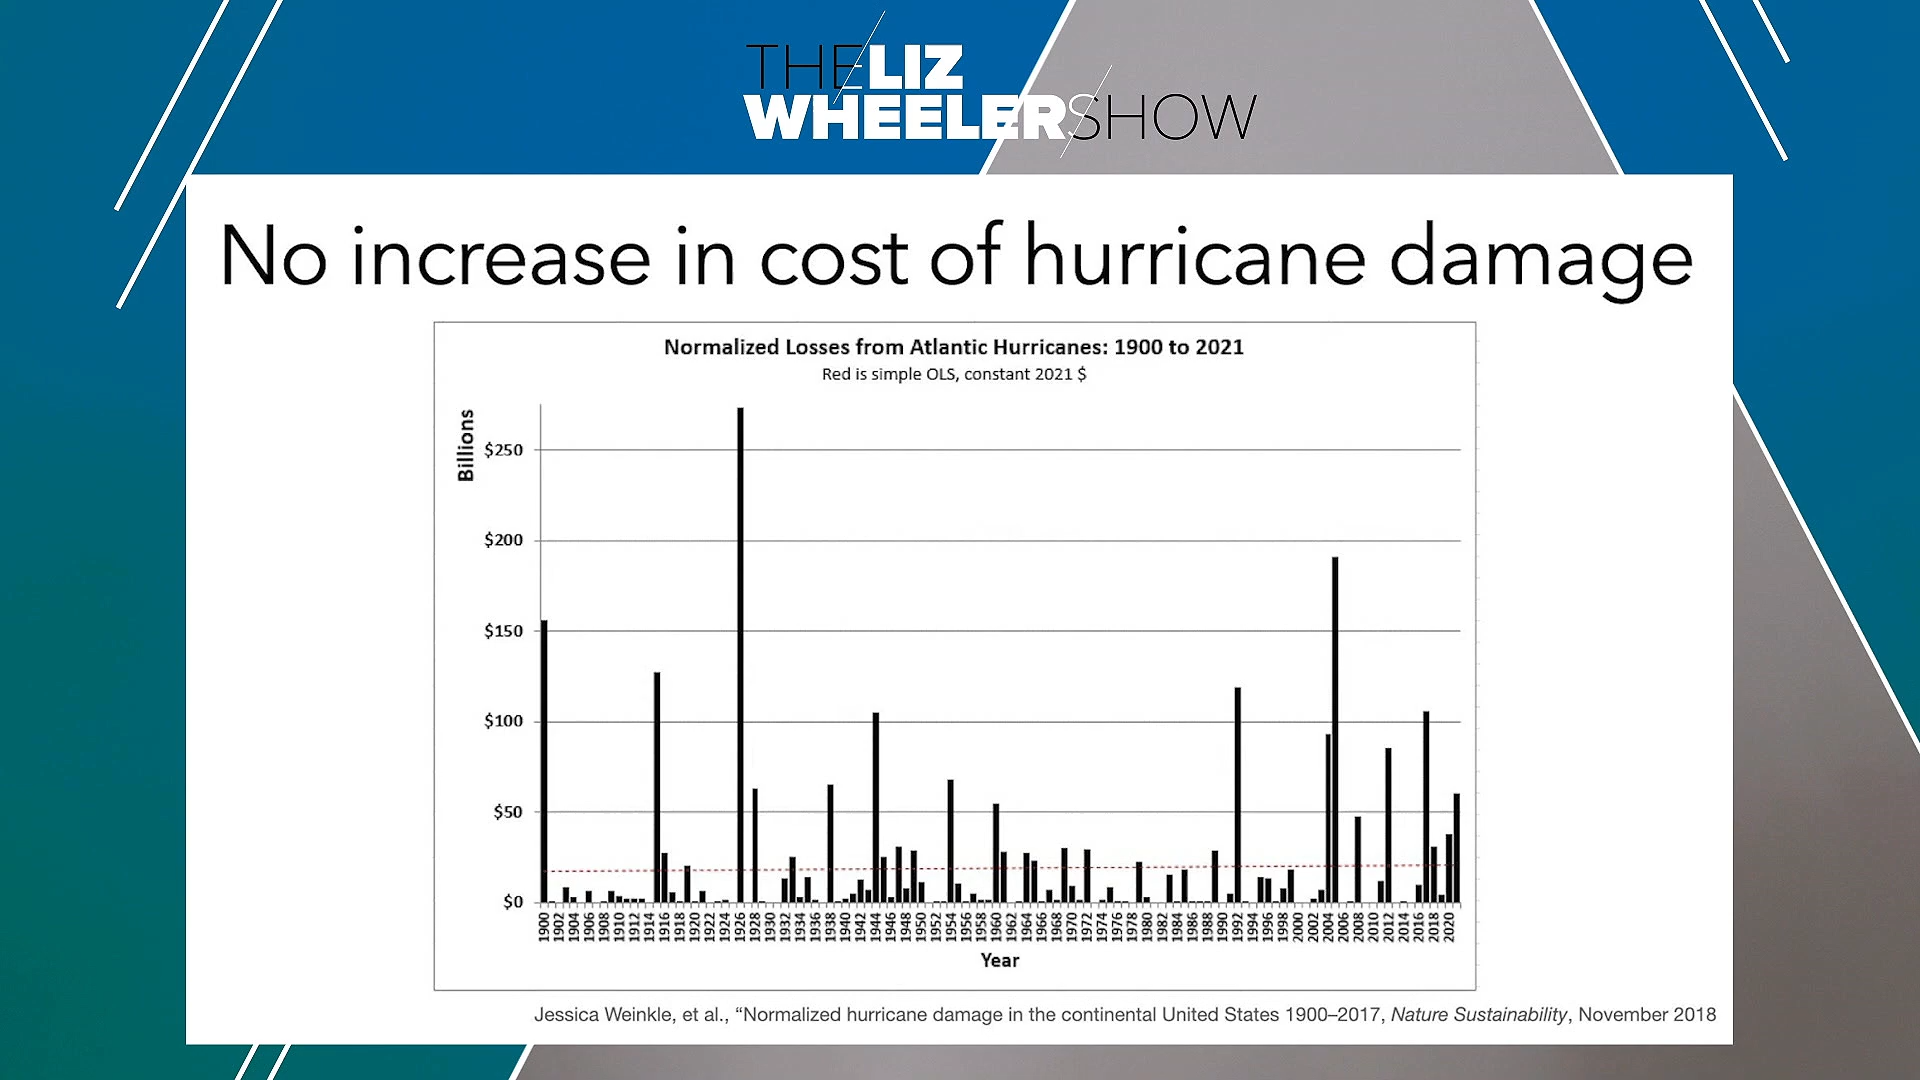 THE LIZ
WHEELER SHOW
No increase in cost of hurricane damage
Normalized Losses from Atlantic Hurricanes: 1900 to 2021
Red is simple OLS, constant 2021 $
Billions
$250
$200
$150
$100
$50
$0
1900 1902 1904 1906 1908 1910 1912 1914 1916 1918 1920 1922 1924 1926 1928 1930 1932 1934 1936 1938 1940 1942 1944 1946 1948 1950 1952 1954 1956 1958 1960 1962 1964 1966 1968 1970 1972 1974 1976 1978 1980 1982 1984 1986 1988 1990 1992 1994 1996 1998 2000 2002 2004 2006 2008 2010 2012 2014 2016 2018 2020
Year
Jessica Weinkle, et al., “Normalized hurricane damage in the continental United States 1900–2017, Nature Sustainability, November 2018